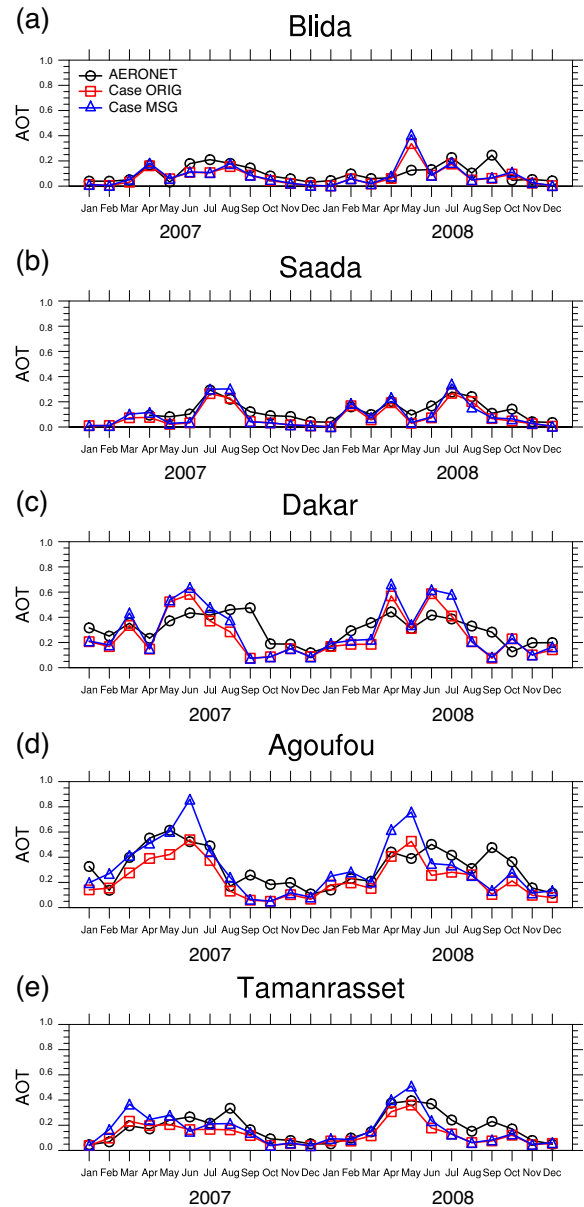 (a) Blida
1.0
0.8
0.6
0.4
0.2
0.0
AOT
AERONET
Case ORIG
Case MSG
Jan Feb Mar Apr May Jun Jul Aug Sep Oct Nov Dec Jan Feb Mar Apr May Jun Jul Aug Sep Oct Nov Dec
2007 2008
(b) Saada
1.0
0.8
0.6
0.4
0.2
0.0
AOT
Jan Feb Mar Apr May Jun Jul Aug Sep Oct Nov Dec Jan Feb Mar Apr May Jun Jul Aug Sep Oct Nov Dec
2007 2008
(c) Dakar
1.0
0.8
0.6
0.4
0.2
0.0
AOT
Jan Feb Mar Apr May Jun Jul Aug Sep Oct Nov Dec Jan Feb Mar Apr May Jun Jul Aug Sep Oct Nov Dec
2007 2008
(d) Agoufou
1.0
0.8
0.6
0.4
0.2
0.0
AOT
Jan Feb Mar Apr May Jun Jul Aug Sep Oct Nov Dec Jan Feb Mar Apr May Jun Jul Aug Sep Oct Nov Dec
2007 2008
(e) Tamanrasset
1.0
0.8
0.6
0.4
0.2
0.0
AOT
Jan Feb Mar Apr May Jun Jul Aug Sep Oct Nov Dec Jan Feb Mar Apr May Jun Jul Aug Sep Oct Nov Dec
2007 2008